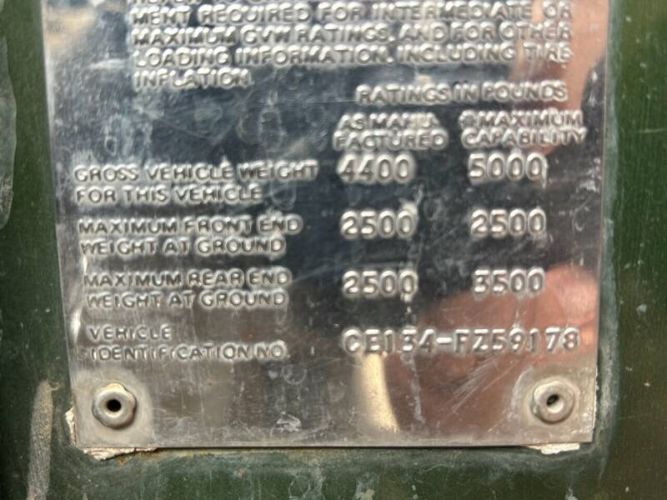 MENT REQUIRED FOR INTERMEDIATE OR
MAXIMUM GVW RATINGS, AND FOR OTHER
LOADING INFORMATION, INCLUDING TIRE
INFLATION
RATINGS IN POUNDS
AS MANU- FACTURED
*MAXIMUM CAPABILITY
GROSS VEHICLE WEIGHT
FOR THIS VEHICLE
4400 5000
MAXIMUM FRONT END
WEIGHT AT GROUND
2500 2500
MAXIMUM REAR END
WEIGHT AT GROUND
2500 3500
VEHICLE
IDENTIFICATION NO.
CE134-FZ59178